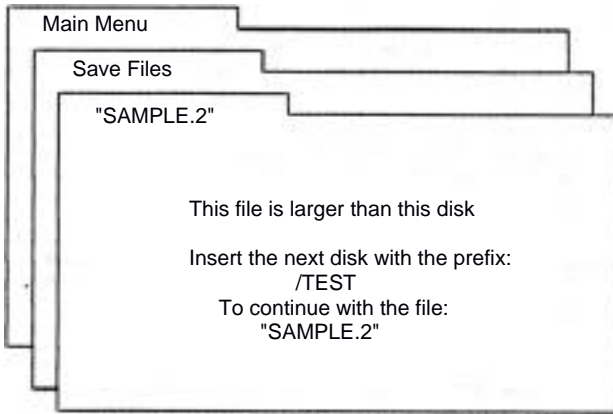 Main Menu
Save Files
"SAMPLE.2"
This file is larger than this disk
Insert the next disk with the prefix:
/TEST
To continue with the file:
"SAMPLE.2"